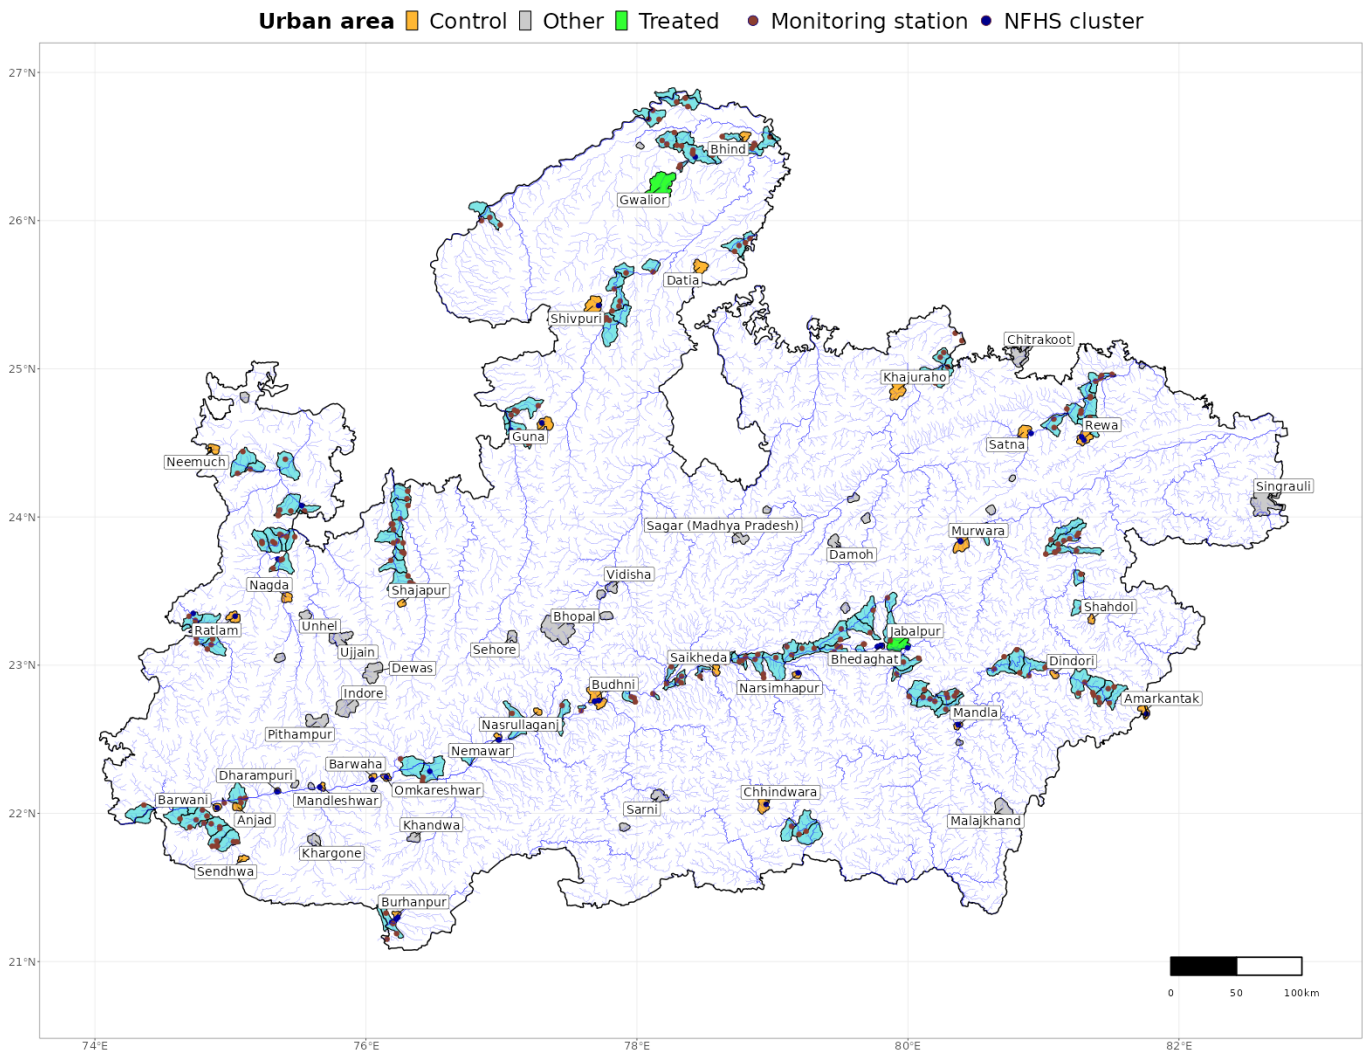 Urban area Control Other Treated Monitoring station NFHS cluster
27°N
26°N
25°N
24°N
23°N
22°N
21°N
Bhind
Gwalior
Datia
Shivpuri
Chitrakoot
Khajuraho
Guna
Rewa
Satna
Neemuch
Singrauli
Sagar (Madhya Pradesh)
Murwara
Damoh
Vidisha
Nagda
Shajapur
Shahdol
Bhopal
Unhel
Ratlam
Jabalpur
Ujjain
Sehore
Saikheda
Bhedaghat
Dewas
Dindori
Budhni
Narsimhapur
Indore
Amarkantak
Mandla
Nasrullaganj
Pithampur
Nemawar
Barwaha
Dharampuri
Omkareshwar
Chhindwara
Barwani
Mandleshwar
Sarni
Anjad
Malajkhand
Khandwa
Khargone
Sendhwa
Burhanpur
0 50 100km
74°E 76°E 78°E 80°E 82°E